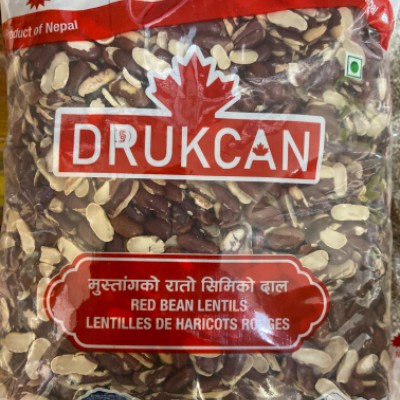 Product of Nepal
DRUKCAN
मुस्तांगको रातो सिमिको दाल
RED BEAN LENTILS
LENTILLES DE HARICOTS ROUGES